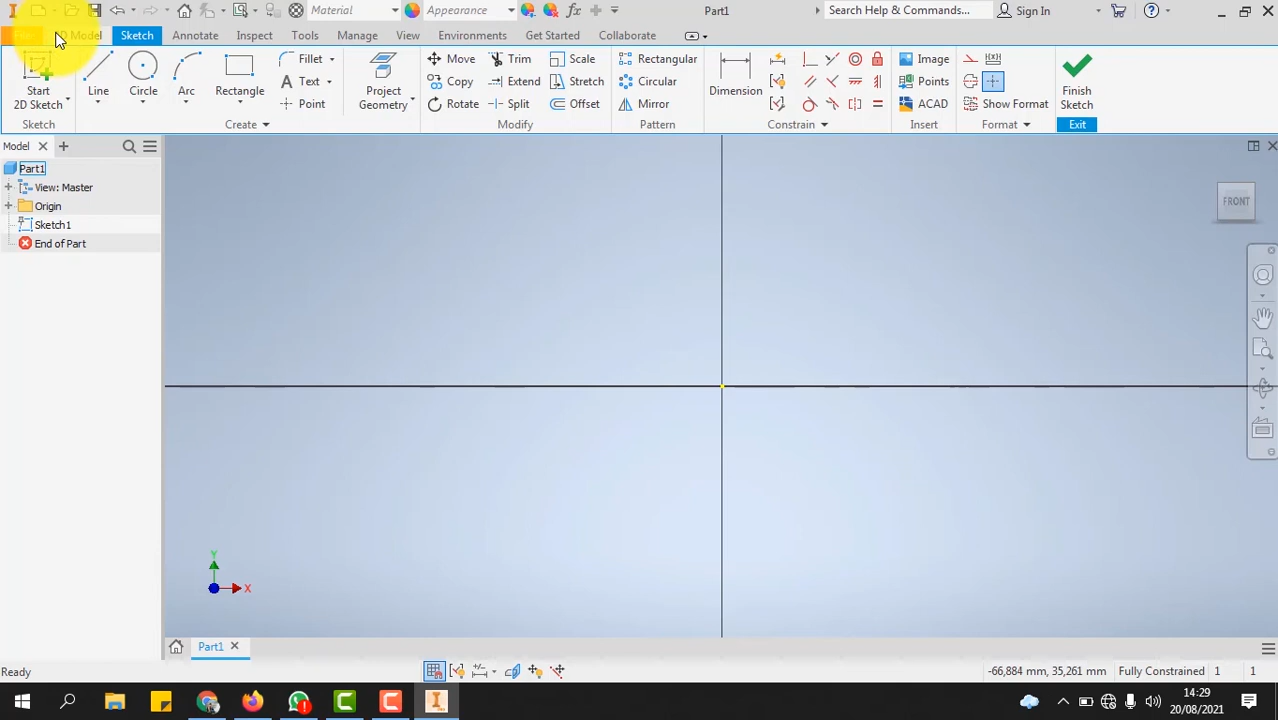 Material
Appearance
Part1
Search Help & Commands...
Sign In
Model
Sketch
Annotate
Inspect
Tools
Manage
View
Environments
Get Started
Collaborate
Start
2D Sketch
Line
Circle
Arc
Rectangle
Fillet
Text
Point
Project
Geometry
Move
Copy
Rotate
Trim
Extend
Split
Scale
Stretch
Offset
Rectangular
Circular
Mirror
Dimension
Image
Points
ACAD
Show Format
Finish
Sketch
Sketch
Create
Modify
Pattern
Constrain
Insert
Format
Exit
Model
Part1
View: Master
Origin
Sketch1
End of Part
FRONT
Y
X
Part1
Ready
-66,884 mm, 35,261 mm
Fully Constrained
1
1
14:29
20/08/2021